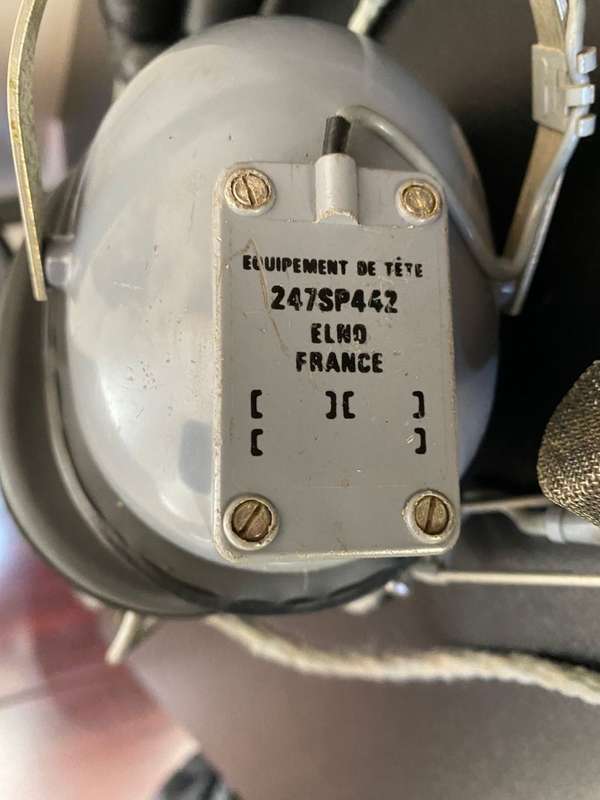 EQUIPEMENT DE TÊTE
247SP442
ELNO
FRANCE
[ ][ ]
[ ]